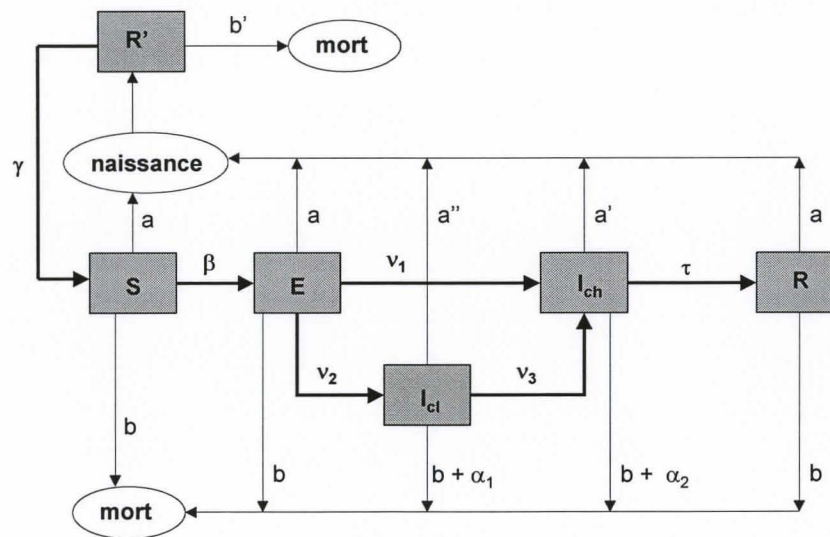 R’
b’
mort
naissance
γ
a
a
a’’
a’
a
S
β
E
ν1
Ich
τ
R
ν2
Icl
ν3
b
b
b + α1
b + α2
b
mort